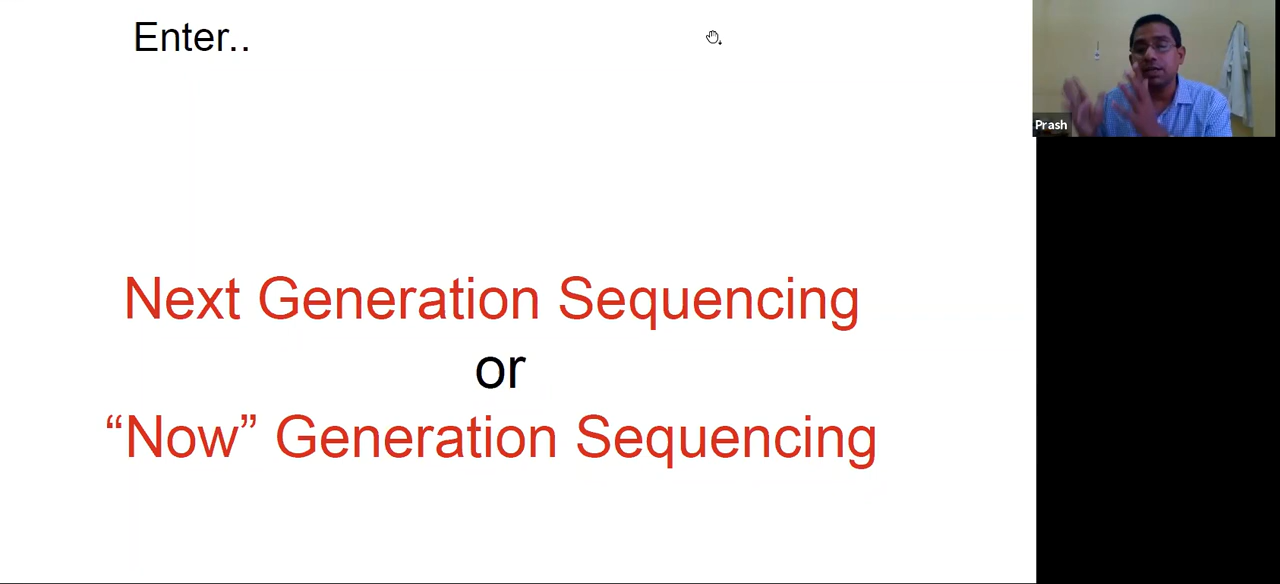 Enter..
Prash
Next Generation Sequencing
or
“Now” Generation Sequencing